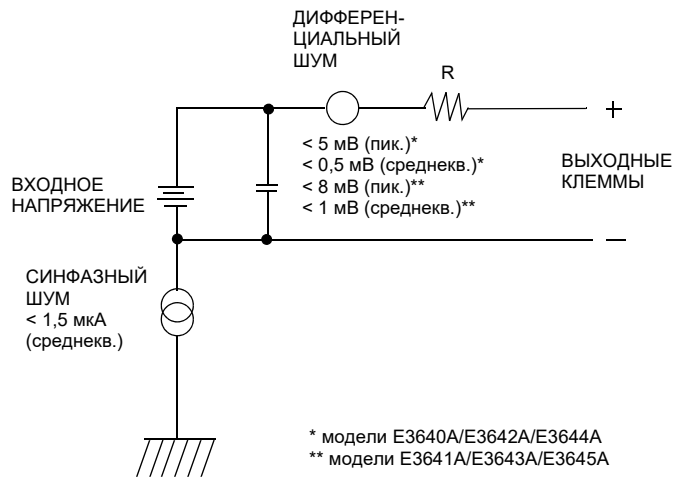 ДИФФЕРЕН-
ЦИАЛЬНЫЙ
ШУМ
R
+
< 5 мВ (пик.)*
< 0,5 мВ (среднекв.)*
< 8 мВ (пик.)**
< 1 мВ (среднекв.)**
ВЫХОДНЫЕ
КЛЕММЫ
ВХОДНОЕ
НАПРЯЖЕНИЕ
—
СИНФАЗНЫЙ
ШУМ
< 1,5 мкА
(среднекв.)
* модели E3640A/E3642A/E3644A
** модели E3641A/E3643A/E3645A